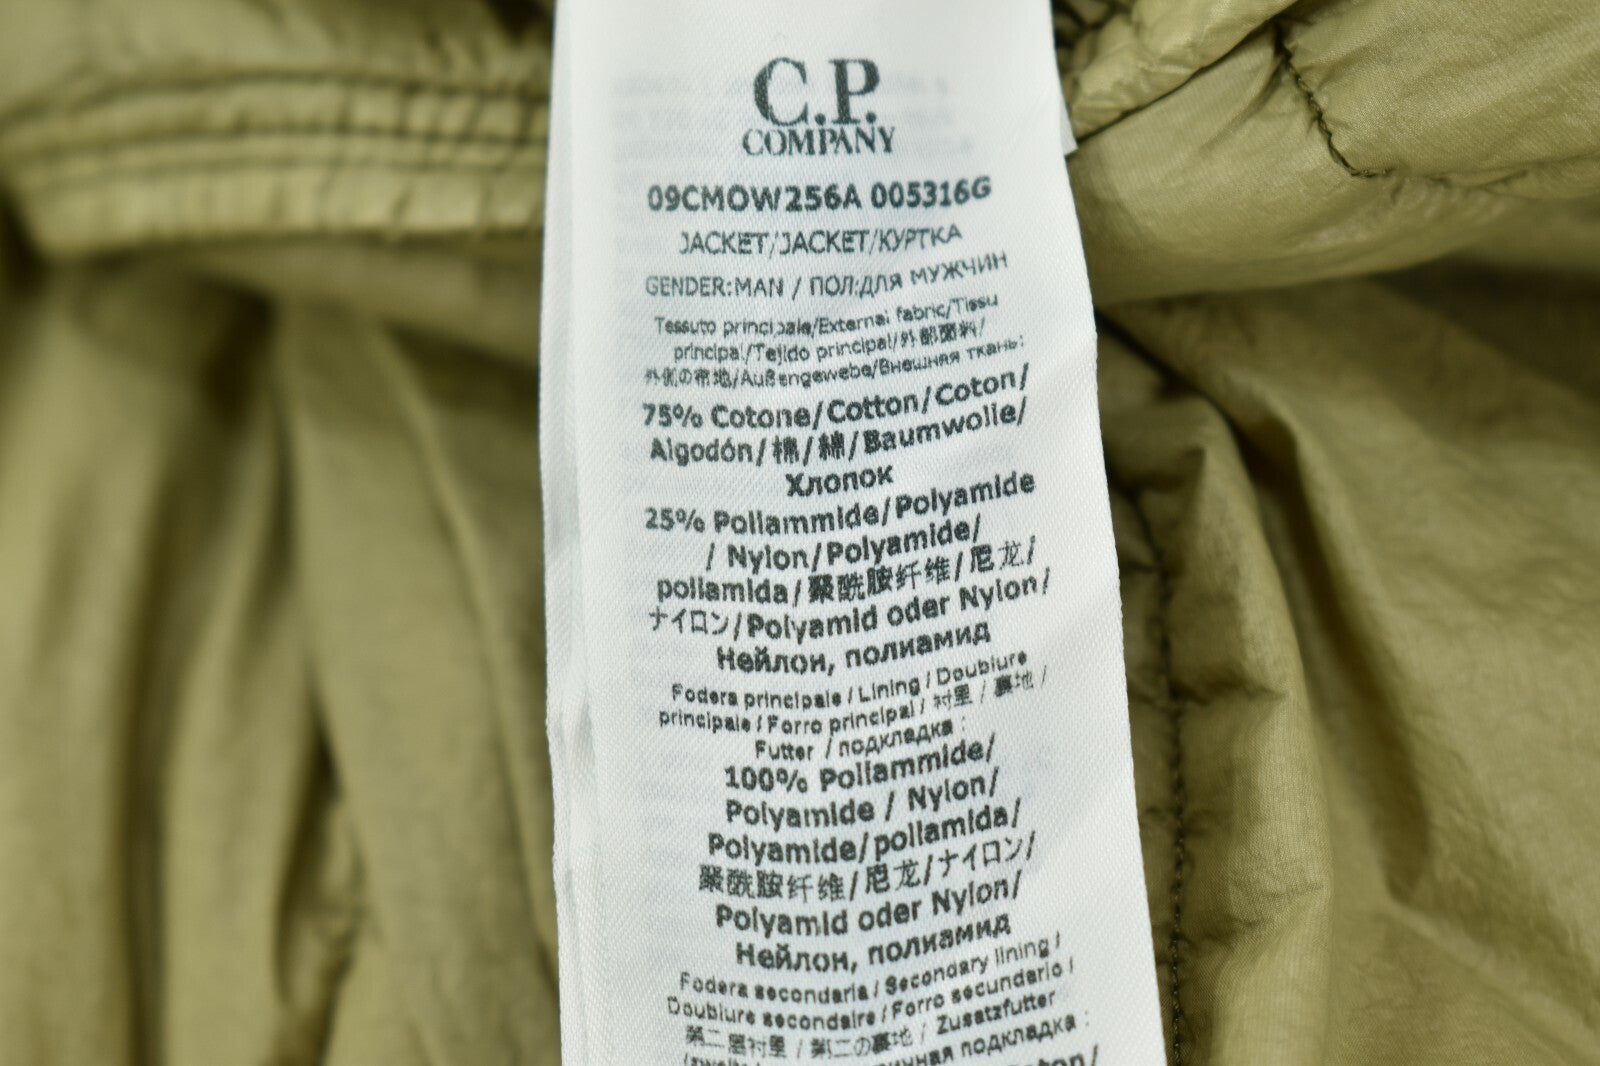 C.P.
COMPANY
09CMOW256A 005316G
JACKET/JACKET/КУРТКА
GENDER:MAN / ПОЛ:ДЛЯ МУЖЧИН
Tessuto principale/External fabric/Tissu
principal/Tejido principal/外部面料/
外側の布地/Außengewebe/Внешняя ткань:
75% Cotone/Cotton/Coton/
Algodón/棉/綿/Baumwolle/
Хлопок
25% Poliammide/Polyamide
/ Nylon/Polyamide/
poliamida/聚酰胺纤维/尼龙/
ナイロン/Polyamid oder Nylon/
Нейлон, полиамид
Fodera principale / Lining / Doublure
principale / Forro principal / 衬里 / 裏地 /
Futter / подкладка :
100% Poliammide/
Polyamide / Nylon/
Polyamide/poliamida/
聚酰胺纤维/尼龙/ナイロン/
Polyamid oder Nylon/
Нейлон, полиамид
Fodera secondaria / Secondary lining /
Doublure secondaire / Forro secundario /
第二层衬里 / 第二の裏地 / Zusatzfutter
подкладка :